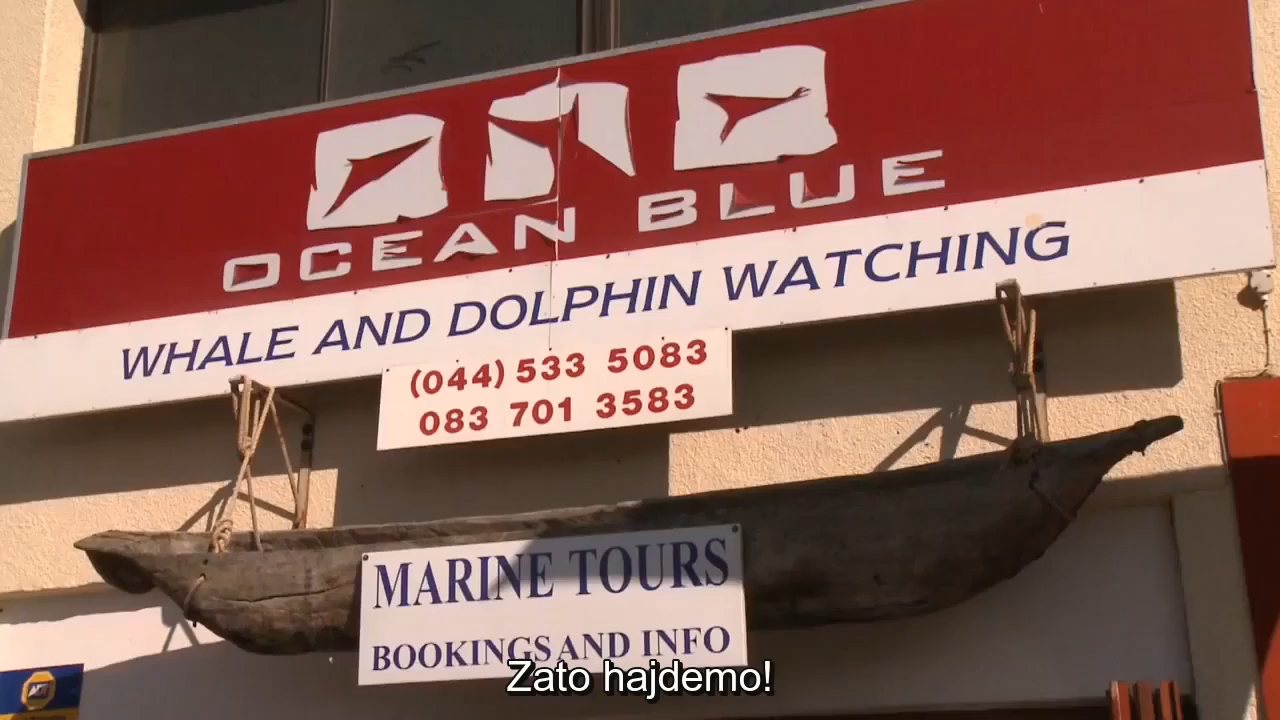 OCEAN BLUE
WHALE AND DOLPHIN WATCHING
(044) 533 5083
083 701 3583
MARINE TOURS
BOOKINGS AND INFO
Zato hajdemo!